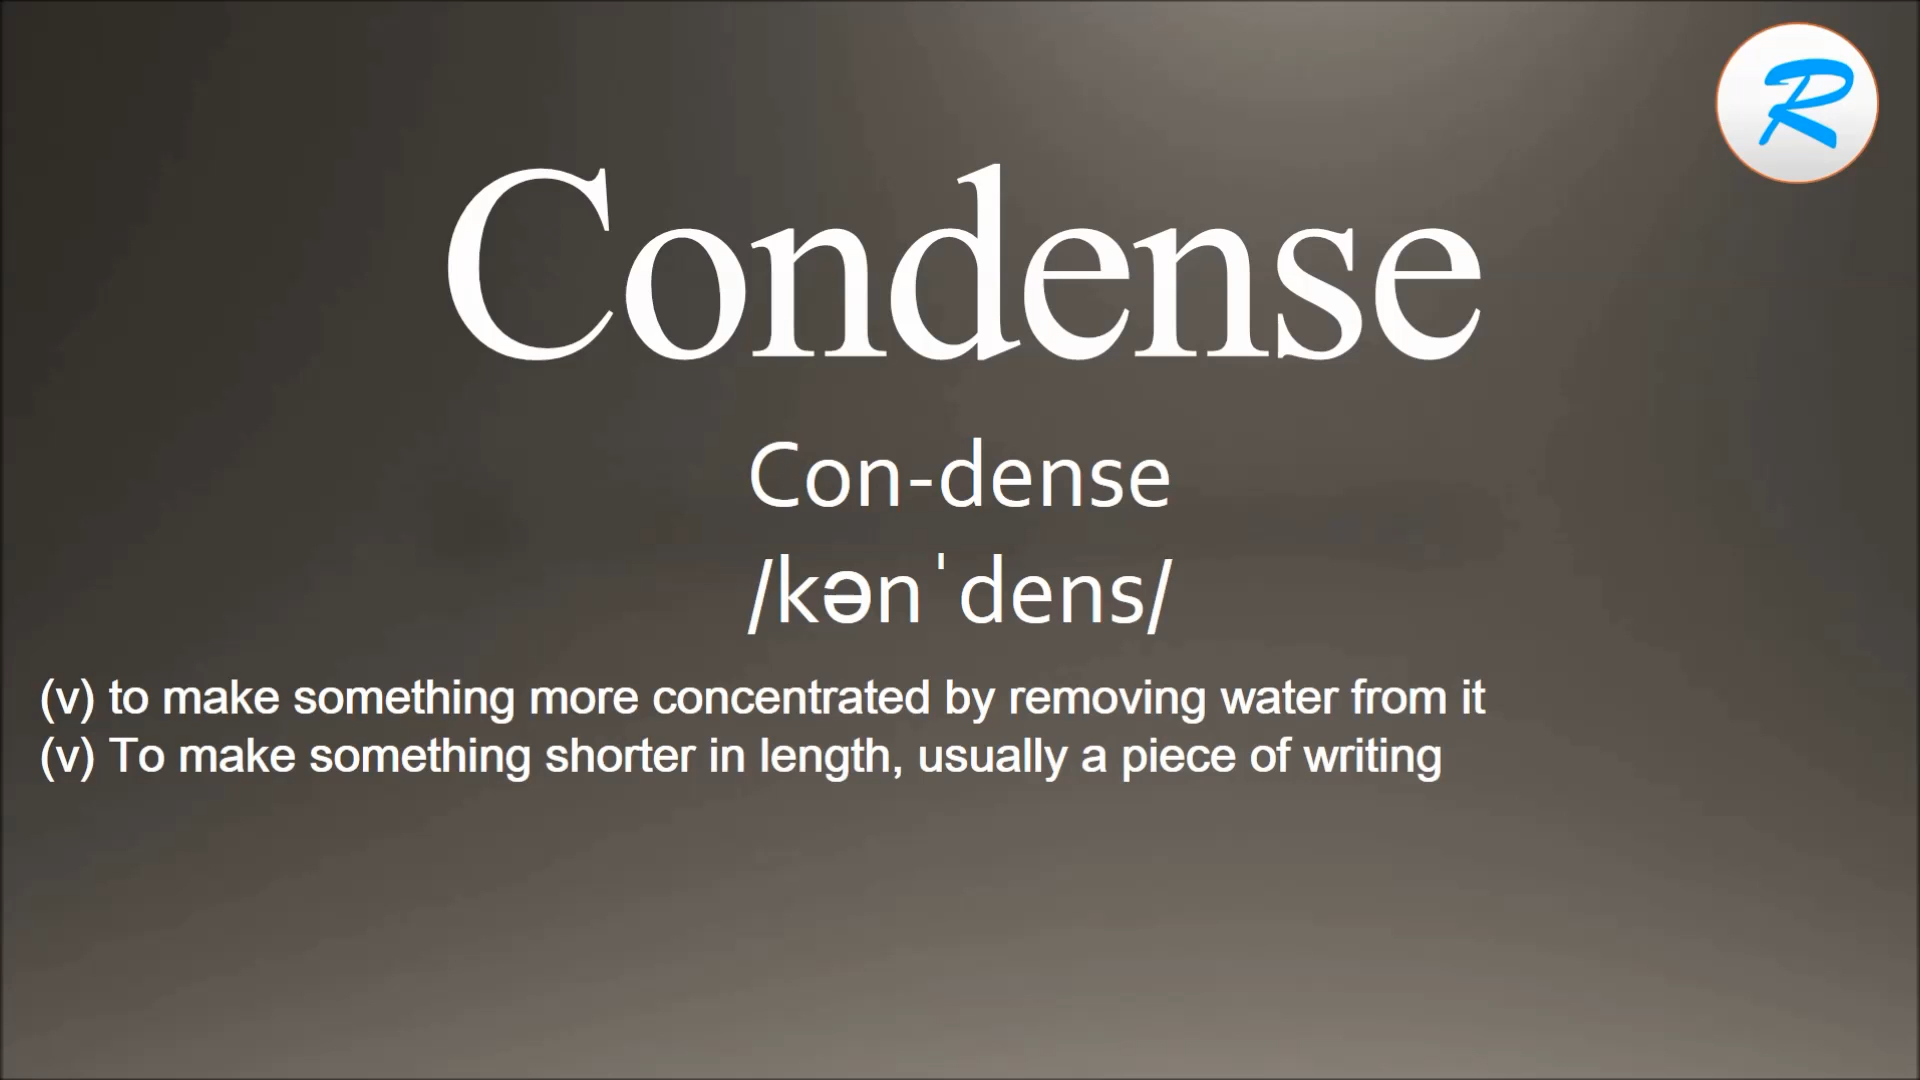 R
Condense
Con-dense
/kənˈdens/
(v) to make something more concentrated by removing water from it
(v) To make something shorter in length, usually a piece of writing